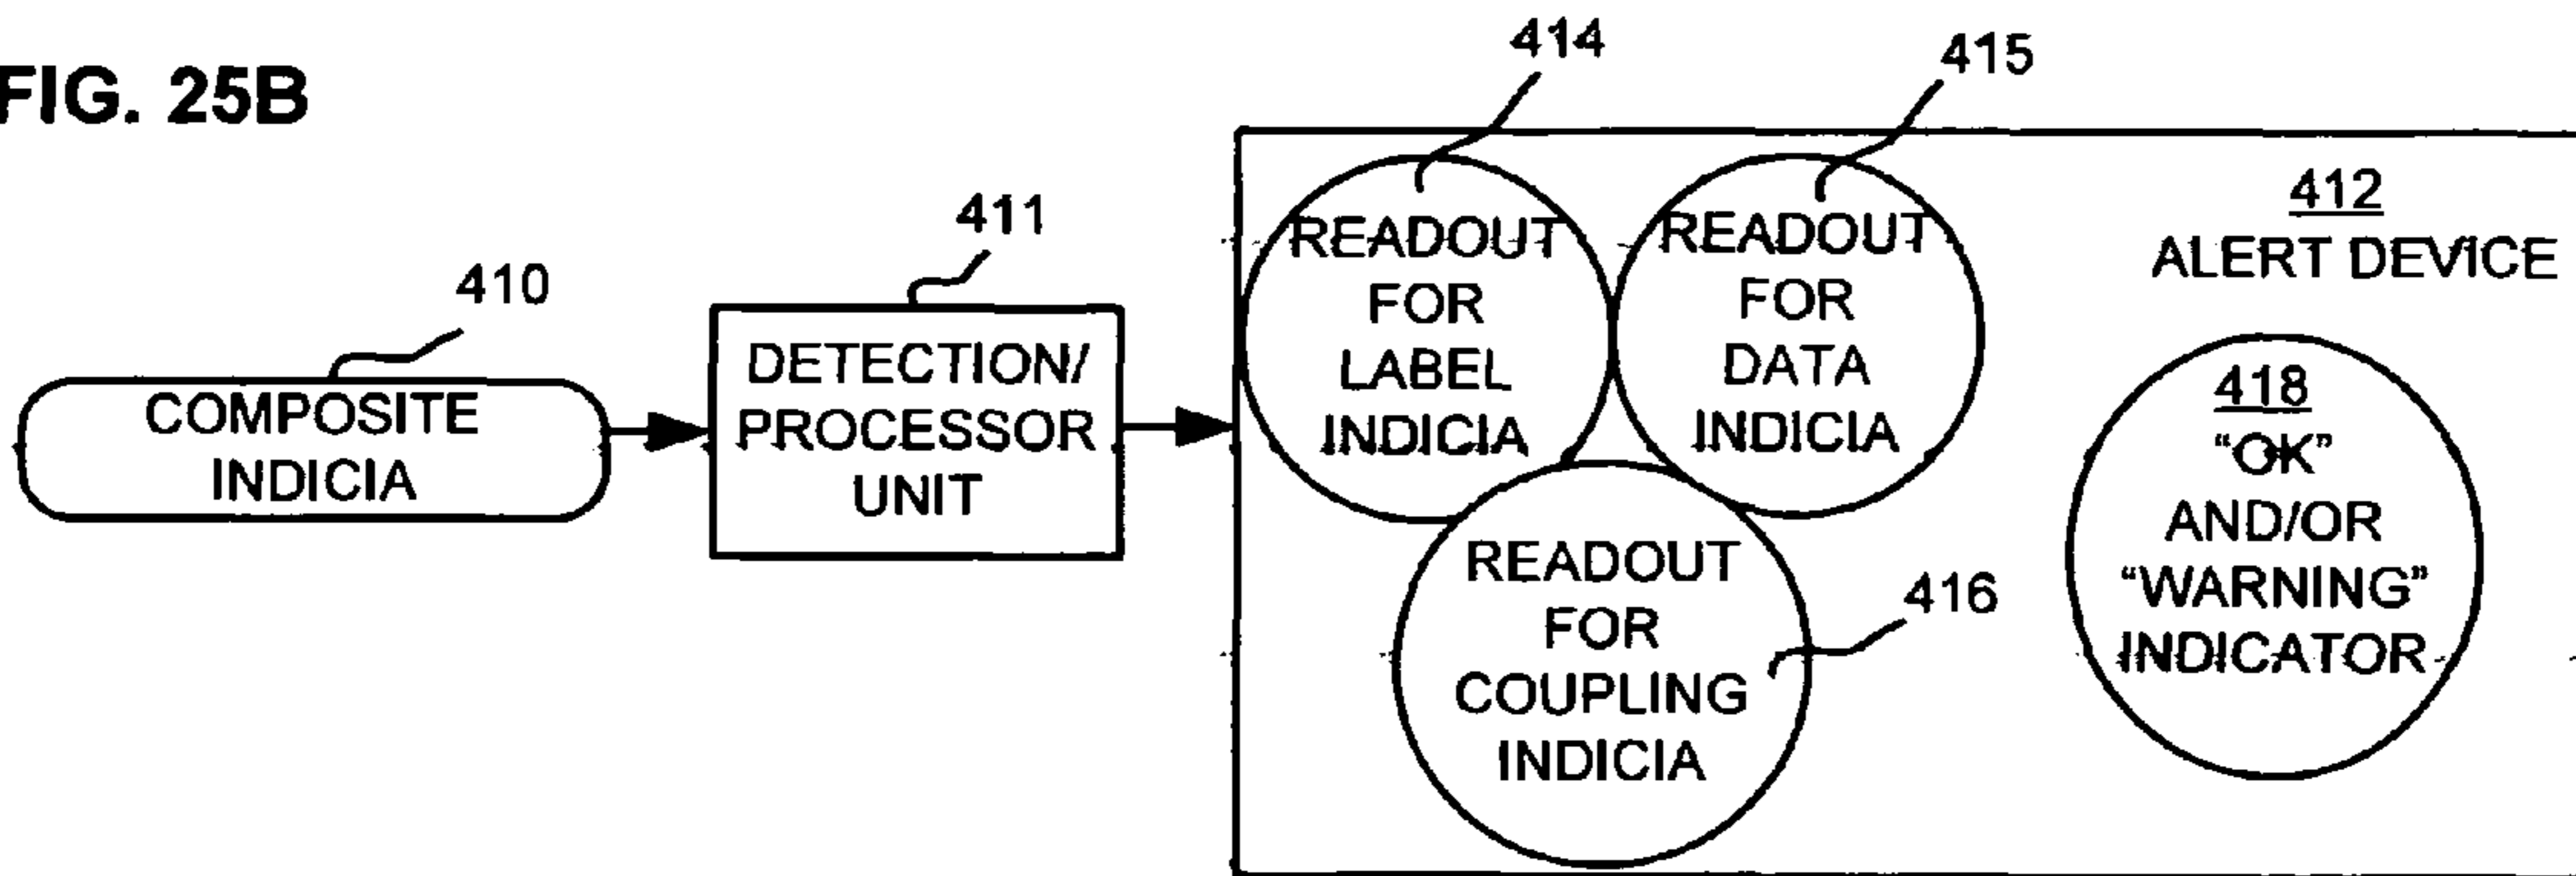 FIG. 25B
410
COMPOSITE
INDICIA
411
DETECTION/
PROCESSOR
UNIT
414
READOUT
FOR
LABEL
INDICIA
415
READOUT
FOR
DATA
INDICIA
READOUT
FOR
COUPLING
INDICIA
416
412
ALERT DEVICE
418
“OK”
AND/OR
“WARNING”
INDICATOR